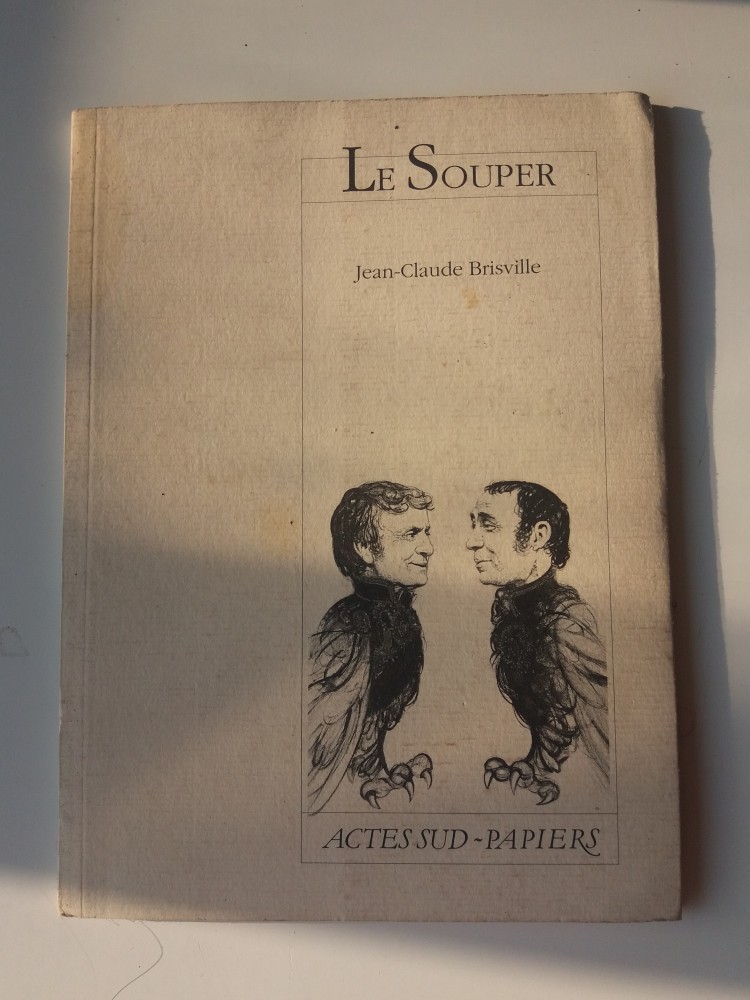 LE SOUPER
Jean-Claude Brisville
ACTES SUD-PAPIERS